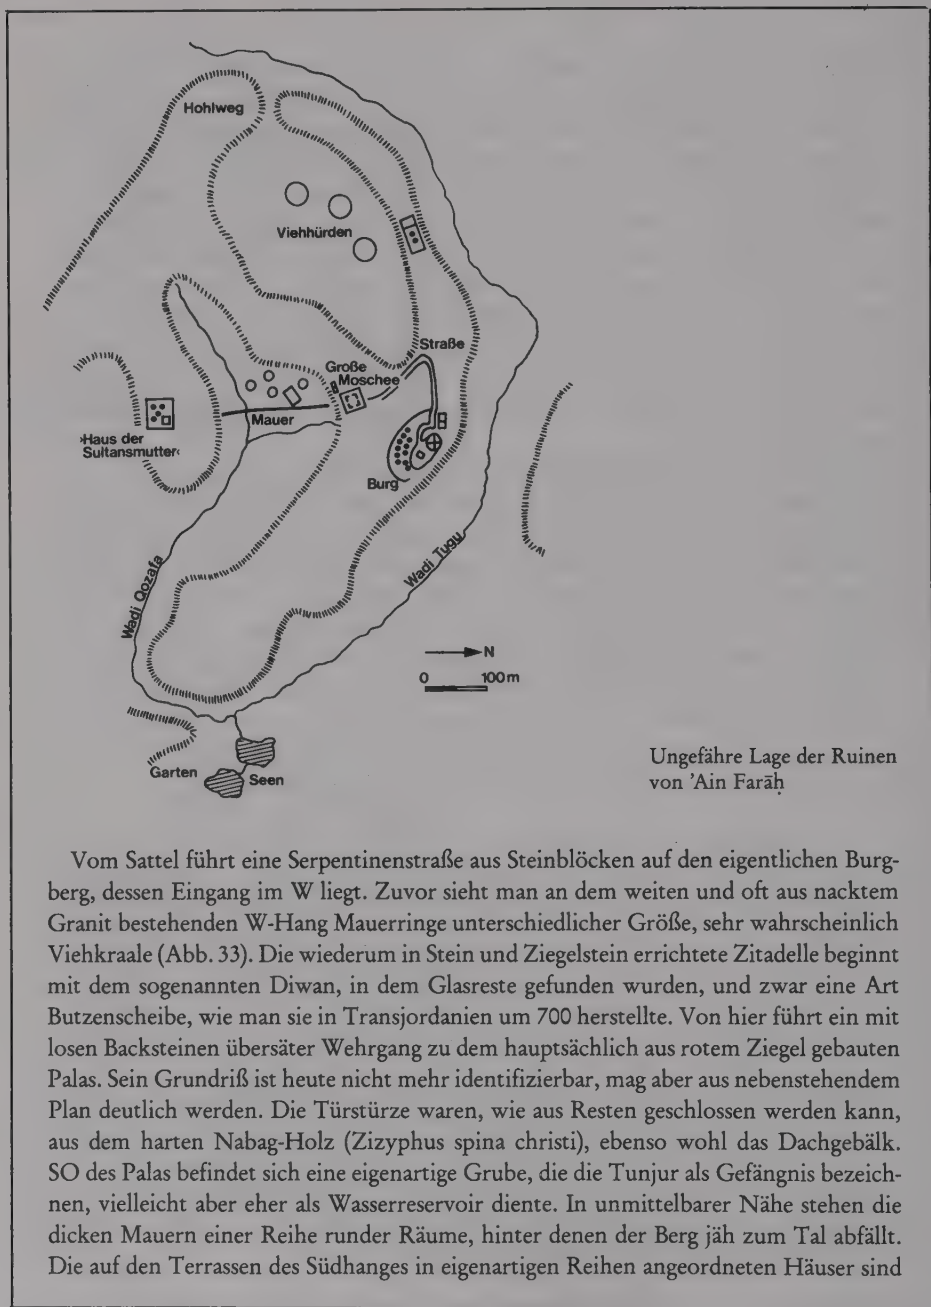 Hohlweg
Viehhürden
Straße
Große
Moschee
Mauer
›Haus der
Sultansmutter‹
Burg
Wadi Qozafa
Wadi Tugu
N
0 100 m
Garten
Seen
Ungefähre Lage der Ruinen
von 'Ain Farāḥ
Vom Sattel führt eine Serpentinenstraße aus Steinblöcken auf den eigentlichen Burg-
berg, dessen Eingang im W liegt. Zuvor sieht man an dem weiten und oft aus nacktem
Granit bestehenden W-Hang Mauerringe unterschiedlicher Größe, sehr wahrscheinlich
Viehkraale (Abb. 33). Die wiederum in Stein und Ziegelstein errichtete Zitadelle beginnt
mit dem sogenannten Diwan, in dem Glasreste gefunden wurden, und zwar eine Art
Butzenscheibe, wie man sie in Transjordanien um 700 herstellte. Von hier führt ein mit
losen Backsteinen übersäter Wehrgang zu dem hauptsächlich aus rotem Ziegel gebauten
Palas. Sein Grundriß ist heute nicht mehr identifizierbar, mag aber aus nebenstehendem
Plan deutlich werden. Die Türstürze waren, wie aus Resten geschlossen werden kann,
aus dem harten Nabag-Holz (Zizyphus spina christi), ebenso wohl das Dachgebälk.
SO des Palas befindet sich eine eigenartige Grube, die die Tunjur als Gefängnis bezeich-
nen, vielleicht aber eher als Wasserreservoir diente. In unmittelbarer Nähe stehen die
dicken Mauern einer Reihe runder Räume, hinter denen der Berg jäh zum Tal abfällt.
Die auf den Terrassen des Südhanges in eigenartigen Reihen angeordneten Häuser sind